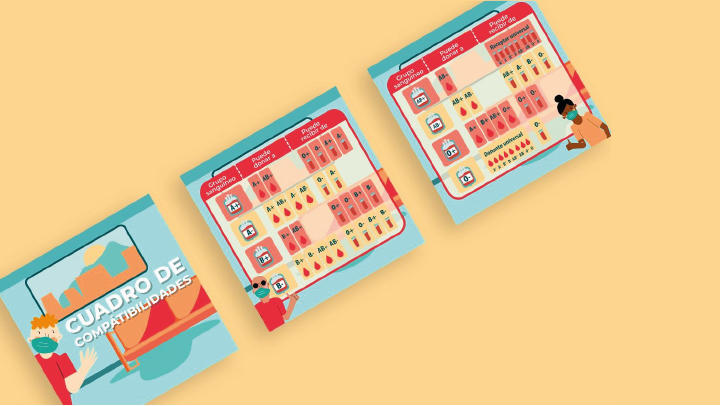 CUADRO DE
COMPATIBILIDADES
Grupo
sanguíneo
Puede
donar a
Puede
recibir de
A+
A+ AB+
O+ O- A+ A-
A-
A+ AB+ A- AB-
O- A-
B+
B+ AB+
O+ O- B+ B-
B-
B+ B- AB+ AB-
O- B-
Grupo
sanguíneo
Puede
donar a
Puede
recibir de
AB+
AB+
Receptor universal
AB-
AB+ AB-
AB- A- B- O-
O+
A+ B+ AB+ O+
O+ O-
O-
Donante universal
O-